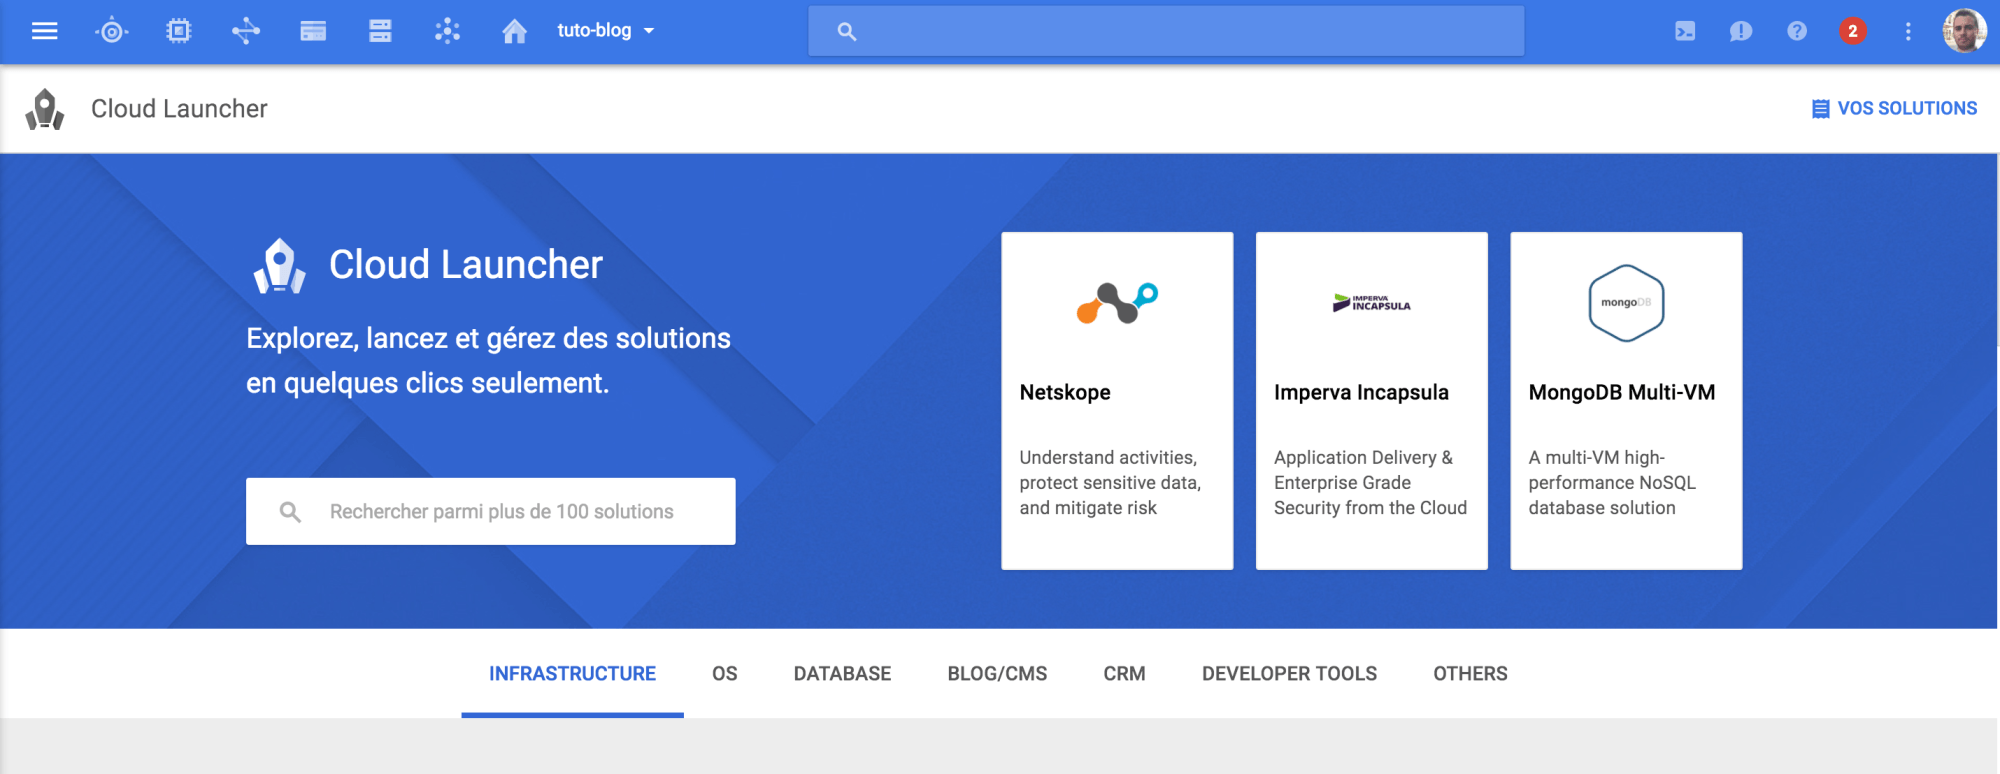 tuto-blog
2
Cloud Launcher
VOS SOLUTIONS
Cloud Launcher
Explorez, lancez et gérez des solutions
en quelques clics seulement.
Rechercher parmi plus de 100 solutions
Netskope
Understand activities,
protect sensitive data,
and mitigate risk
IMPERVA
INCAPSULA
Imperva Incapsula
Application Delivery &
Enterprise Grade
Security from the Cloud
mongoDB
MongoDB Multi-VM
A multi-VM high-
performance NoSQL
database solution
INFRASTRUCTURE OS DATABASE BLOG/CMS CRM DEVELOPER TOOLS OTHERS